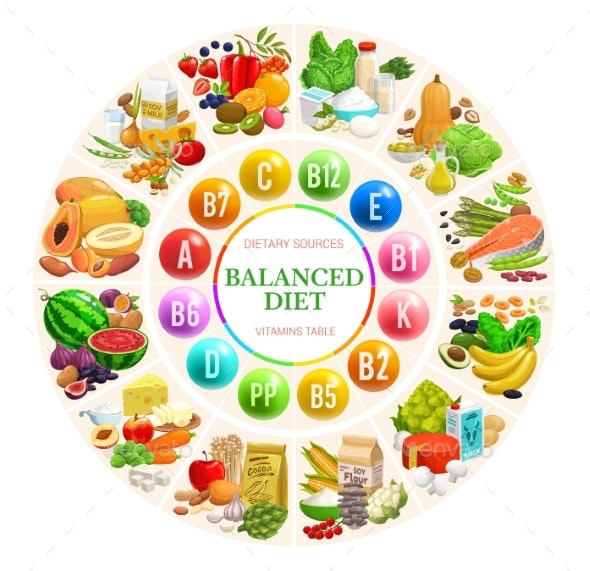 DIETARY SOURCES
BALANCED
DIET
VITAMINS TABLE
C
B12
E
B1
K
B2
B5
PP
D
B6
A
B7
SOY
MILK
MILK
SOY
Flour
Cocoa
envato